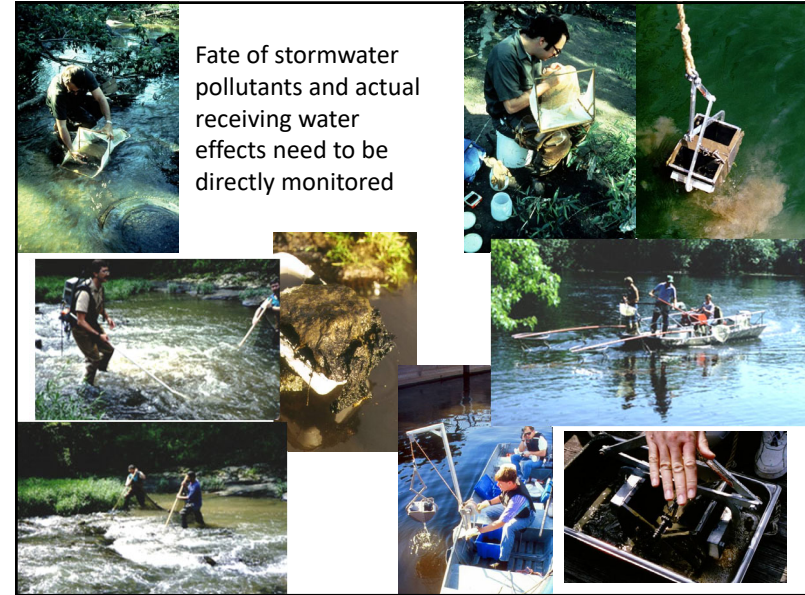 Fate of stormwater
pollutants and actual
receiving water
effects need to be
directly monitored